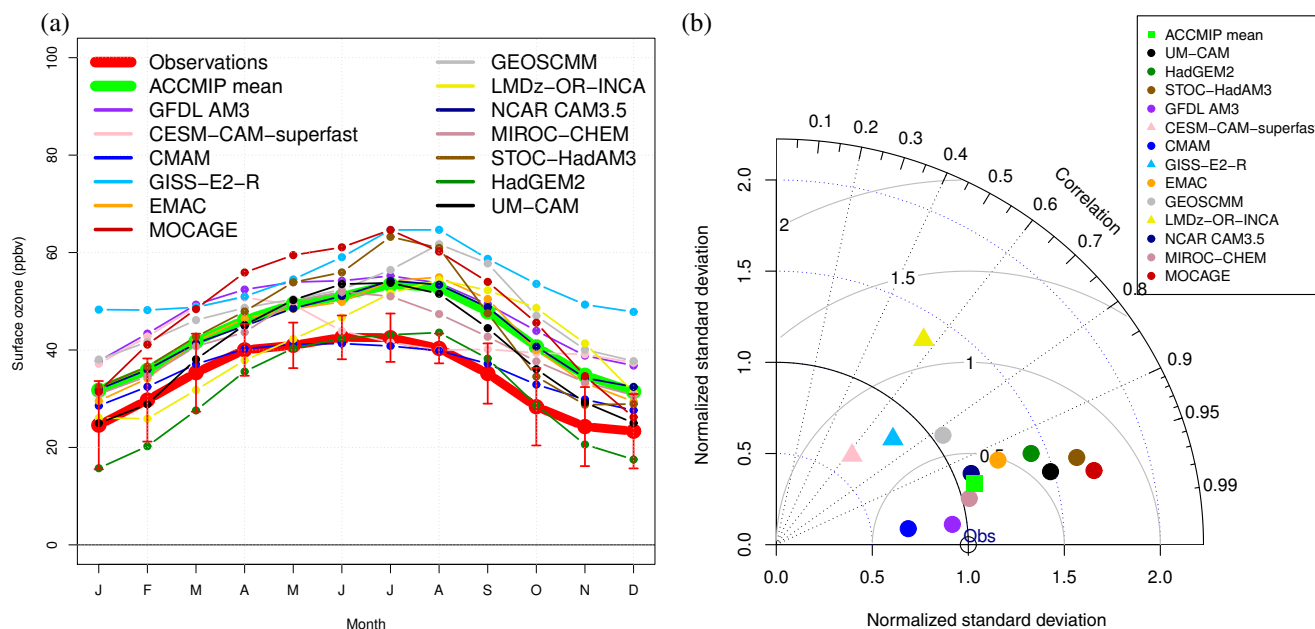 (a)
Observations
ACCMIP mean
GFDL AM3
CESM−CAM−superfast
CMAM
GISS−E2−R
EMAC
MOCAGE
GEOSCMM
LMDz−OR−INCA
NCAR CAM3.5
MIROC−CHEM
STOC−HadAM3
HadGEM2
UM−CAM
Surface ozone (ppbv)
100
80
60
40
20
0
J F M A M J J A S O N D
Month
(b)
ACCMIP mean
UM−CAM
HadGEM2
STOC−HadAM3
GFDL AM3
CESM−CAM−superfast
CMAM
GISS−E2−R
EMAC
GEOSCMM
LMDz−OR−INCA
NCAR CAM3.5
MIROC−CHEM
MOCAGE
Normalized standard deviation
2.0
1.5
1.0
0.5
0.0
0.1 0.2 0.3 0.4 0.5 0.6 0.7 0.8 0.9 0.95 0.99
Correlation
2
1.5
1
0.5
Obs
0.0 0.5 1.0 1.5 2.0
Normalized standard deviation